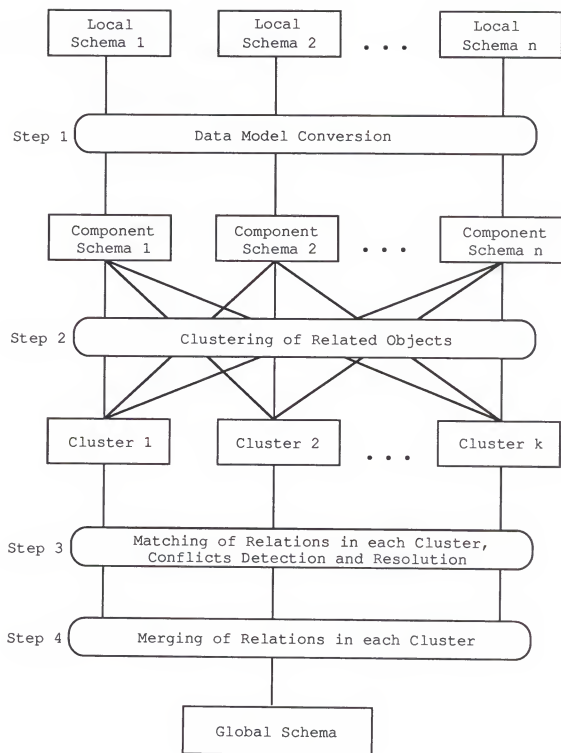 Local
Schema 1
Local
Schema 2
. . .
Local
Schema n
Step 1
Data Model Conversion
Component
Schema 1
Component
Schema 2
. . .
Component
Schema n
Step 2
Clustering of Related Objects
Cluster 1
Cluster 2
. . .
Cluster k
Step 3
Matching of Relations in each Cluster,
Conflicts Detection and Resolution
Step 4
Merging of Relations in each Cluster
Global Schema